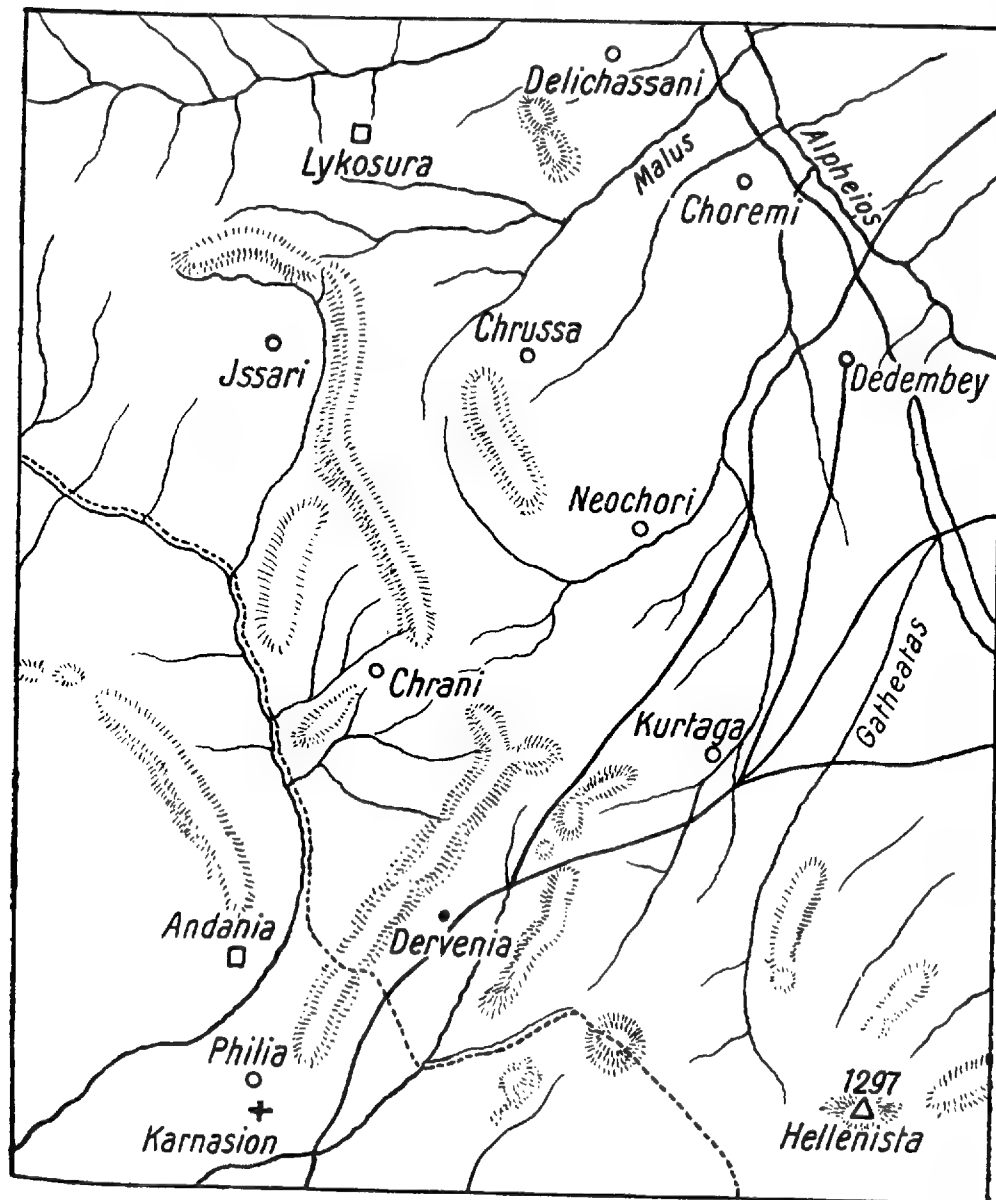 Delichassani
Lykosura
Malus
Alpheios
Choremi
Chrussa
Jssari
Dedembey
Neochori
Chrani
Kurtaga
Gatheatas
Andania
Dervenia
Philia
Karnasion
1297
Hellenista